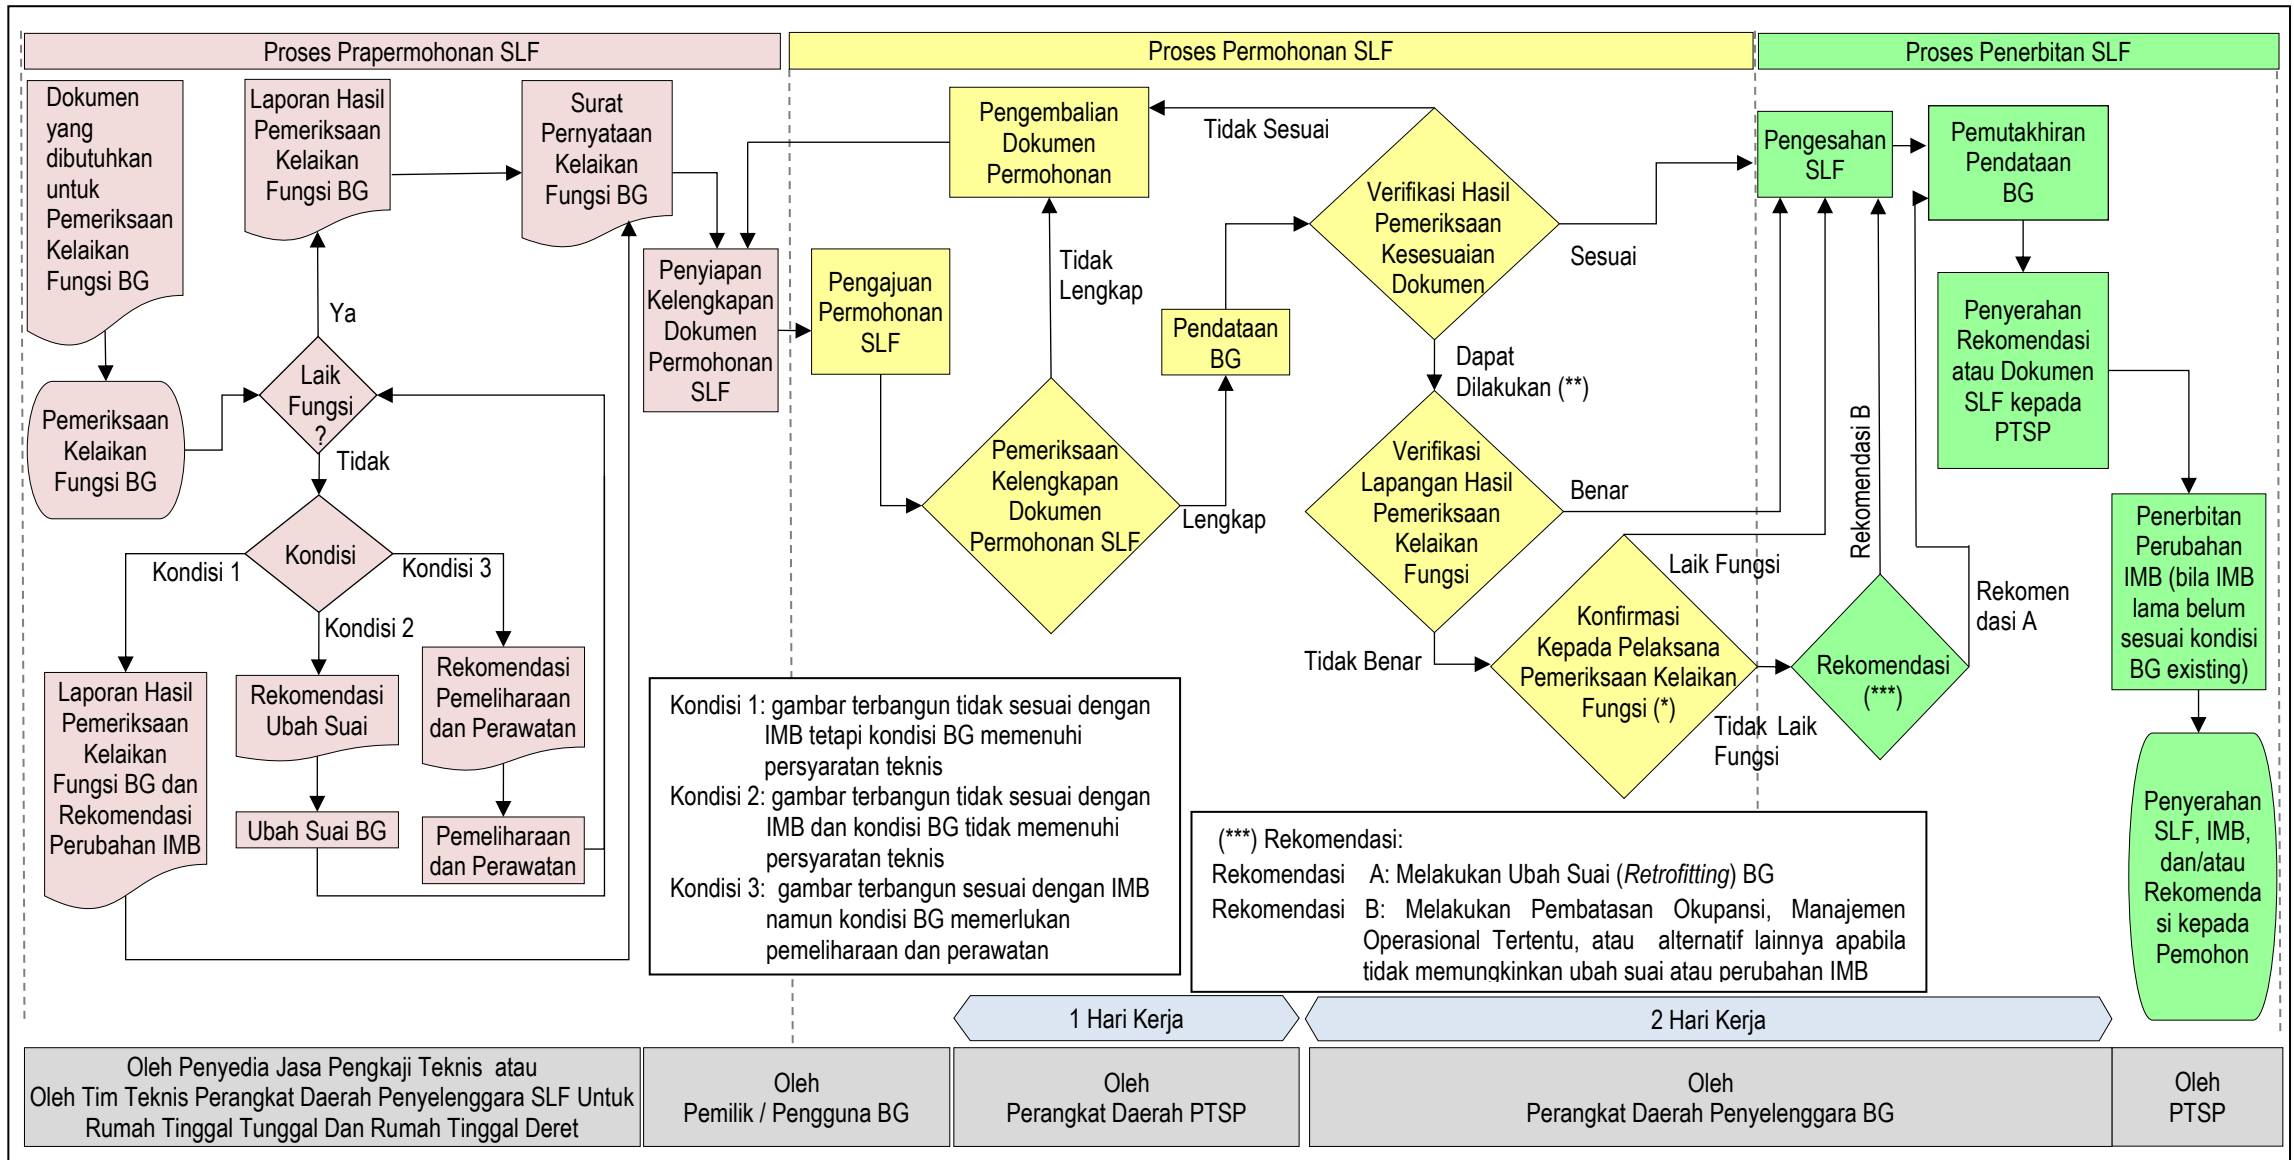 Proses Prapermohonan SLF
Proses Permohonan SLF
Proses Penerbitan SLF
Dokumen
yang
dibutuhkan
untuk
Pemeriksaan
Kelaikan
Fungsi BG
Laporan Hasil
Pemeriksaan
Kelaikan
Fungsi BG
Surat
Pernyataan
Kelaikan
Fungsi BG
Ya
Laik
Fungsi
?
Tidak
Pemeriksaan
Kelaikan
Fungsi BG
Kondisi
Kondisi 1
Kondisi 2
Kondisi 3
Laporan Hasil
Pemeriksaan
Kelaikan
Fungsi BG dan
Rekomendasi
Perubahan IMB
Rekomendasi
Ubah Suai
Ubah Suai BG
Rekomendasi
Pemeliharaan
dan Perawatan
Pemeliharaan
dan Perawatan
Penyiapan
Kelengkapan
Dokumen
Permohonan
SLF
Pengajuan
Permohonan
SLF
Pengembalian
Dokumen
Permohonan
Tidak
Lengkap
Pemeriksaan
Kelengkapan
Dokumen
Permohonan SLF
Lengkap
Pendataan
BG
Tidak Sesuai
Verifikasi Hasil
Pemeriksaan
Kesesuaian
Dokumen
Sesuai
Dapat
Dilakukan (**)
Verifikasi
Lapangan Hasil
Pemeriksaan
Kelaikan
Fungsi
Benar
Tidak Benar
Konfirmasi
Kepada Pelaksana
Pemeriksaan Kelaikan
Fungsi (*)
Laik Fungsi
Tidak Laik
Fungsi
Pengesahan
SLF
Rekomendasi B
Rekomendasi
(***)
Rekomen
dasi A
Pemutakhiran
Pendataan
BG
Penyerahan
Rekomendasi
atau Dokumen
SLF kepada
PTSP
Penerbitan
Perubahan
IMB (bila IMB
lama belum
sesuai kondisi
BG existing)
Penyerahan
SLF, IMB,
dan/atau
Rekomenda
si kepada
Pemohon
Kondisi 1: gambar terbangun tidak sesuai dengan
IMB tetapi kondisi BG memenuhi
persyaratan teknis
Kondisi 2: gambar terbangun tidak sesuai dengan
IMB dan kondisi BG tidak memenuhi
persyaratan teknis
Kondisi 3: gambar terbangun sesuai dengan IMB
namun kondisi BG memerlukan
pemeliharaan dan perawatan
(***) Rekomendasi:
Rekomendasi A: Melakukan Ubah Suai (Retrofitting) BG
Rekomendasi B: Melakukan Pembatasan Okupansi, Manajemen
Operasional Tertentu, atau alternatif lainnya apabila
tidak memungkinkan ubah suai atau perubahan IMB
1 Hari Kerja
2 Hari Kerja
Oleh Penyedia Jasa Pengkaji Teknis atau
Oleh Tim Teknis Perangkat Daerah Penyelenggara SLF Untuk
Rumah Tinggal Tunggal Dan Rumah Tinggal Deret
Oleh
Pemilik / Pengguna BG
Oleh
Perangkat Daerah PTSP
Oleh
Perangkat Daerah Penyelenggara BG
Oleh
PTSP